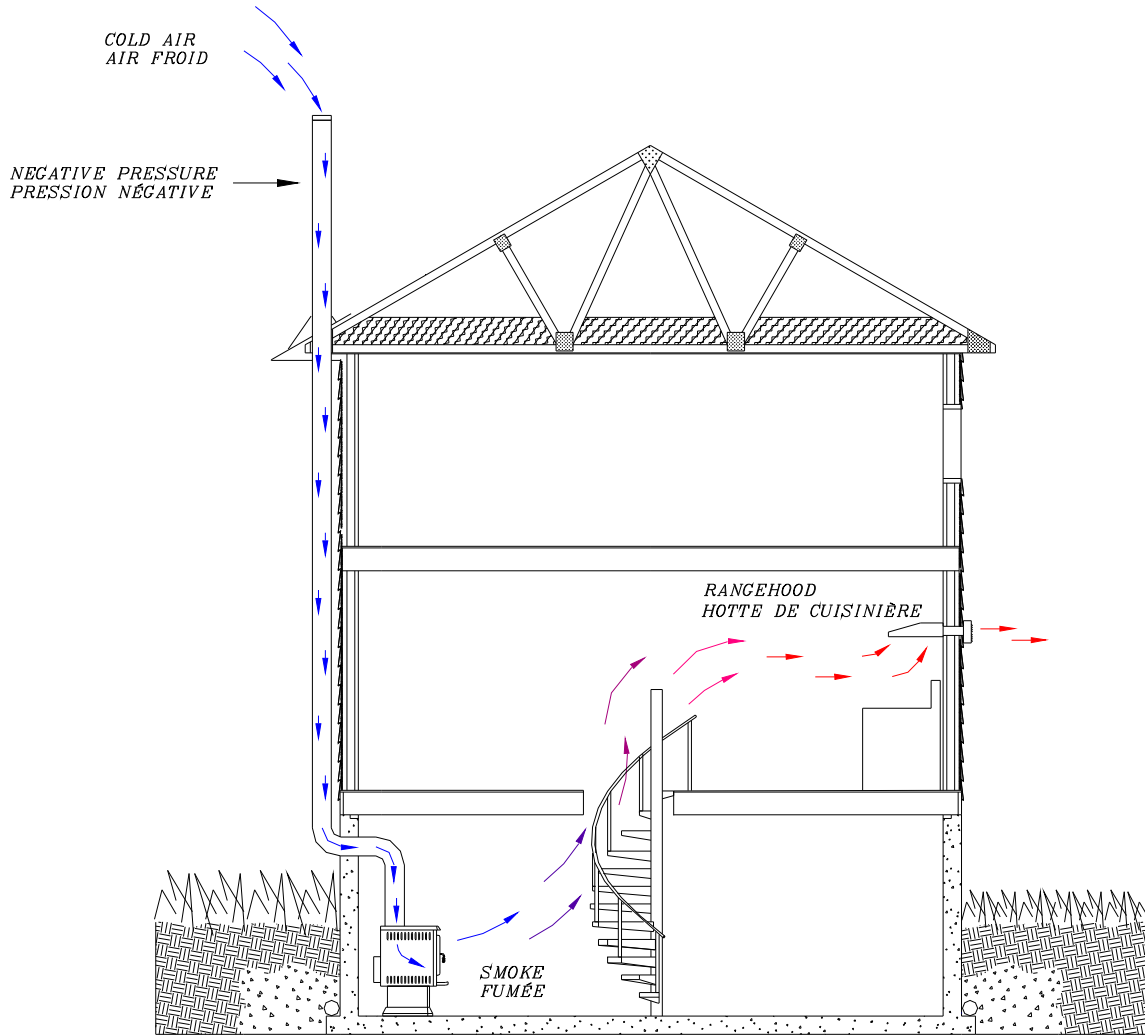 COLD AIR
AIR FROID
NEGATIVE PRESSURE
PRESSION NÉGATIVE
RANGEHOOD
HOTTE DE CUISINIÈRE
SMOKE
FUMÉE